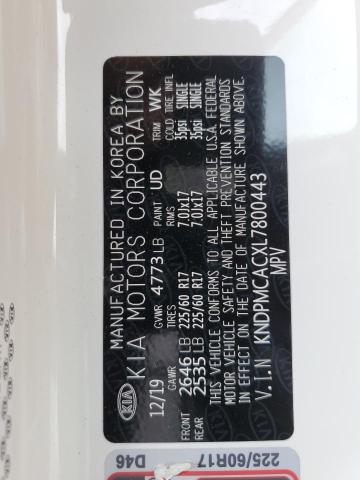 MANUFACTURED IN KOREA BY
KIA KIA MOTORS CORPORATION
12/19 GVWR 4773 LB PAINT UD TRIM WK
GAWR TIRES RIMS COLD TIRE INFL
FRONT 2646 LB 225/60 R17 7.0JX17 35psi SINGLE
REAR 2535 LB 225/60 R17 7.0JX17 35psi SINGLE
THIS VEHICLE CONFORMS TO ALL APPLICABLE U.S.A. FEDERAL
MOTOR VEHICLE SAFETY AND THEFT PREVENTION STANDARDS
IN EFFECT ON THE DATE OF MANUFACTURE SHOWN ABOVE.
V.I.N KNDPMCACXL7800443
MPV
D46 225/60R17